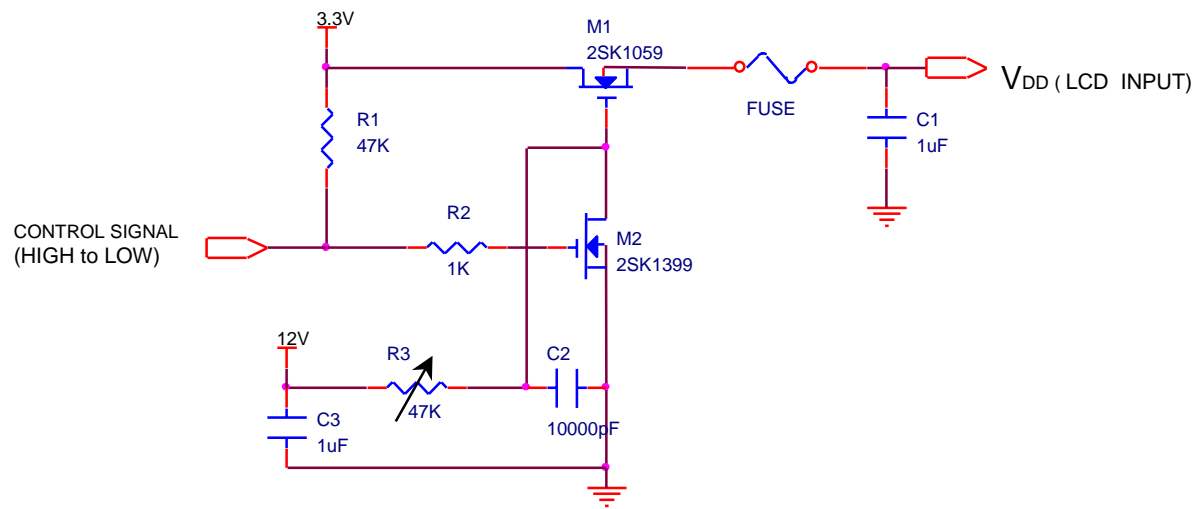 3.3V
M1
2SK1059
FUSE
VDD ( LCD INPUT)
R1
47K
C1
1uF
CONTROL SIGNAL
(HIGH to LOW)
R2
1K
M2
2SK1399
12V
R3
47K
C2
10000pF
C3
1uF